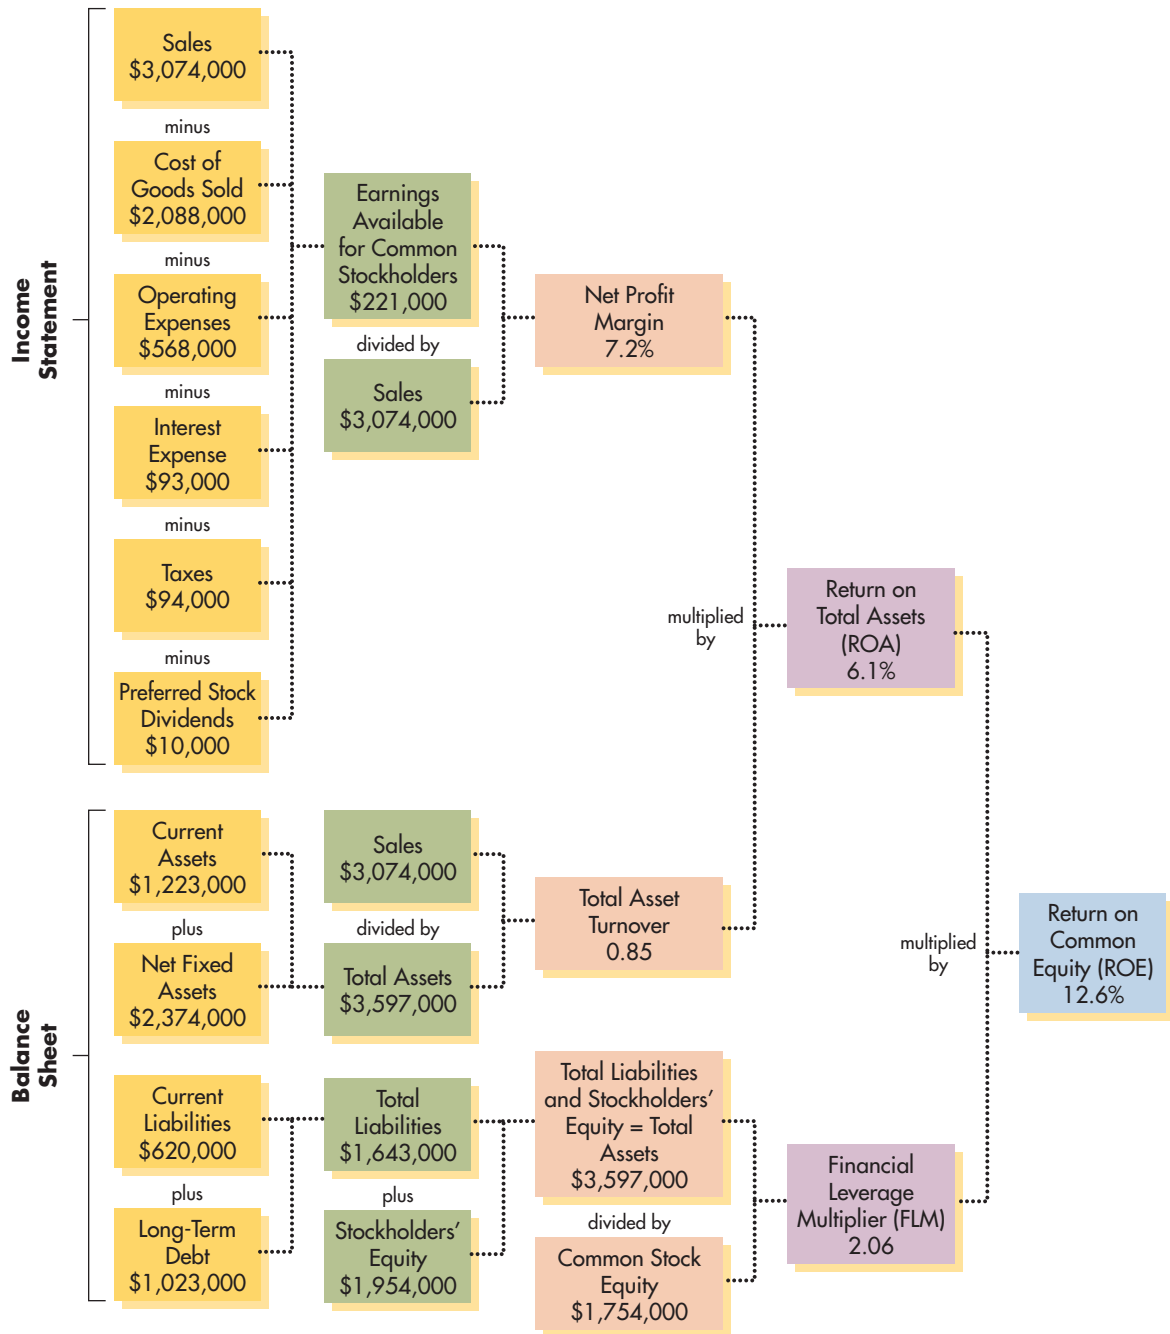 Income
Statement
Sales
$3,074,000
minus
Cost of
Goods Sold
$2,088,000
minus
Operating
Expenses
$568,000
minus
Interest
Expense
$93,000
minus
Taxes
$94,000
minus
Preferred Stock
Dividends
$10,000
Earnings
Available
for Common
Stockholders
$221,000
divided by
Sales
$3,074,000
Net Profit
Margin
7.2%
Balance
Sheet
Current
Assets
$1,223,000
plus
Net Fixed
Assets
$2,374,000
Current
Liabilities
$620,000
plus
Long-Term
Debt
$1,023,000
Sales
$3,074,000
divided by
Total Assets
$3,597,000
Total
Liabilities
$1,643,000
plus
Stockholders’
Equity
$1,954,000
Total Asset
Turnover
0.85
Total Liabilities
and Stockholders’
Equity = Total
Assets
$3,597,000
divided by
Common Stock
Equity
$1,754,000
multiplied
by
Return on
Total Assets
(ROA)
6.1%
Financial
Leverage
Multiplier (FLM)
2.06
multiplied
by
Return on
Common
Equity (ROE)
12.6%